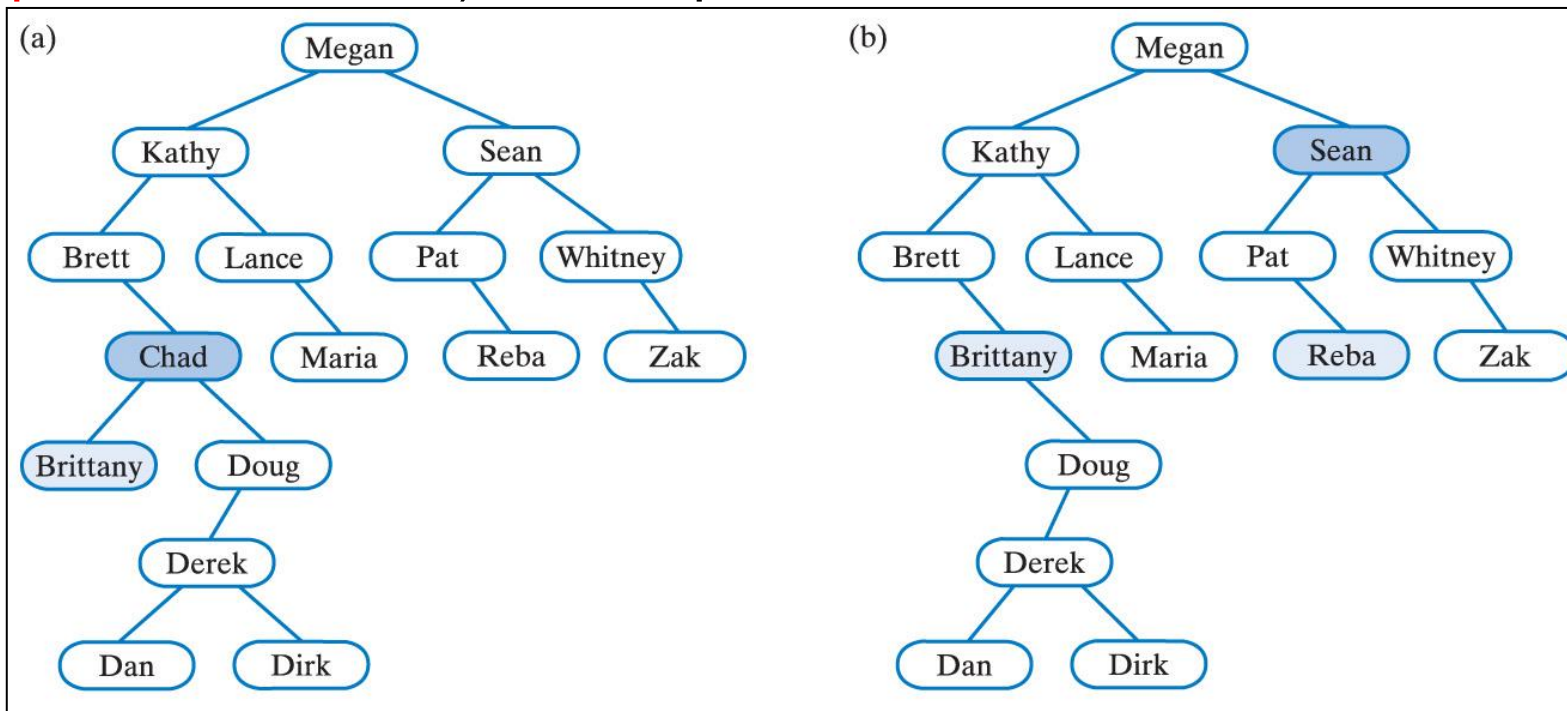 (a)
Megan
Kathy
Sean
Brett
Lance
Pat
Whitney
Chad
Maria
Reba
Zak
Brittany
Doug
Derek
Dan
Dirk
(b)
Megan
Kathy
Sean
Brett
Lance
Pat
Whitney
Brittany
Maria
Reba
Zak
Doug
Derek
Dan
Dirk